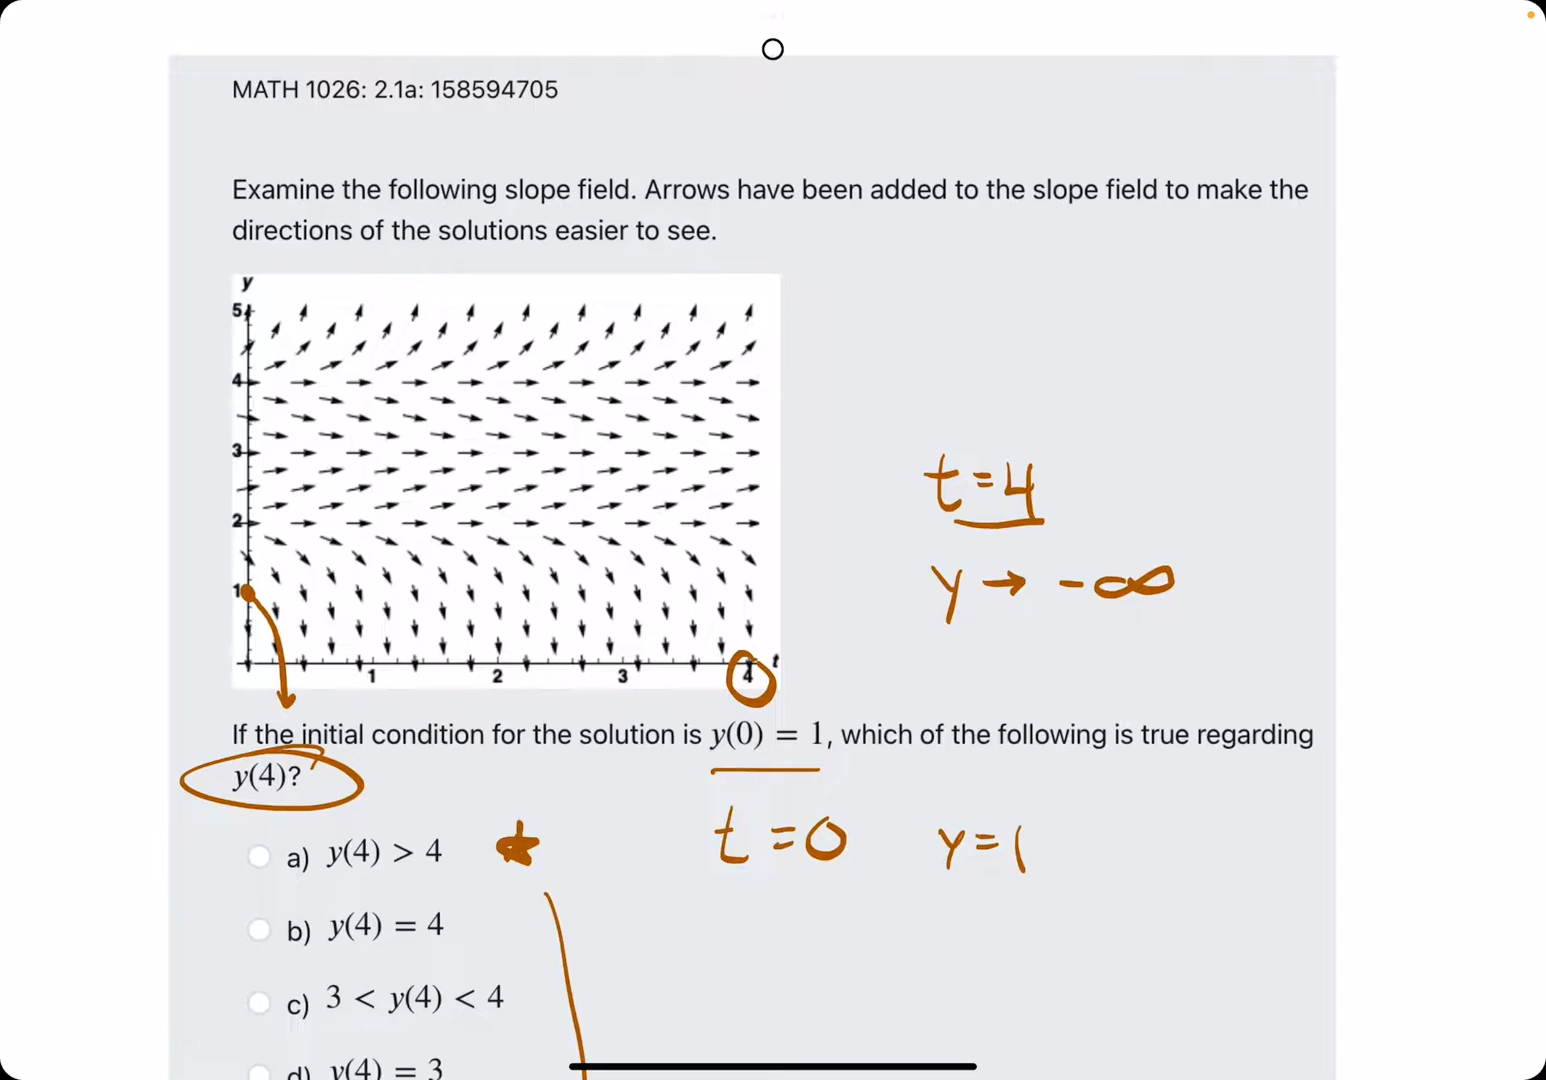 MATH 1026: 2.1a: 158594705
Examine the following slope field. Arrows have been added to the slope field to make the
directions of the solutions easier to see.
y
5
4
3
2
1
1 2 3 4 t
t=4
y → -∞
If the initial condition for the solution is y(0) = 1, which of the following is true regarding
y(4)?
t=0 y=1
a) y(4) > 4
b) y(4) = 4
c) 3 < y(4) < 4
d) y(4) = 3